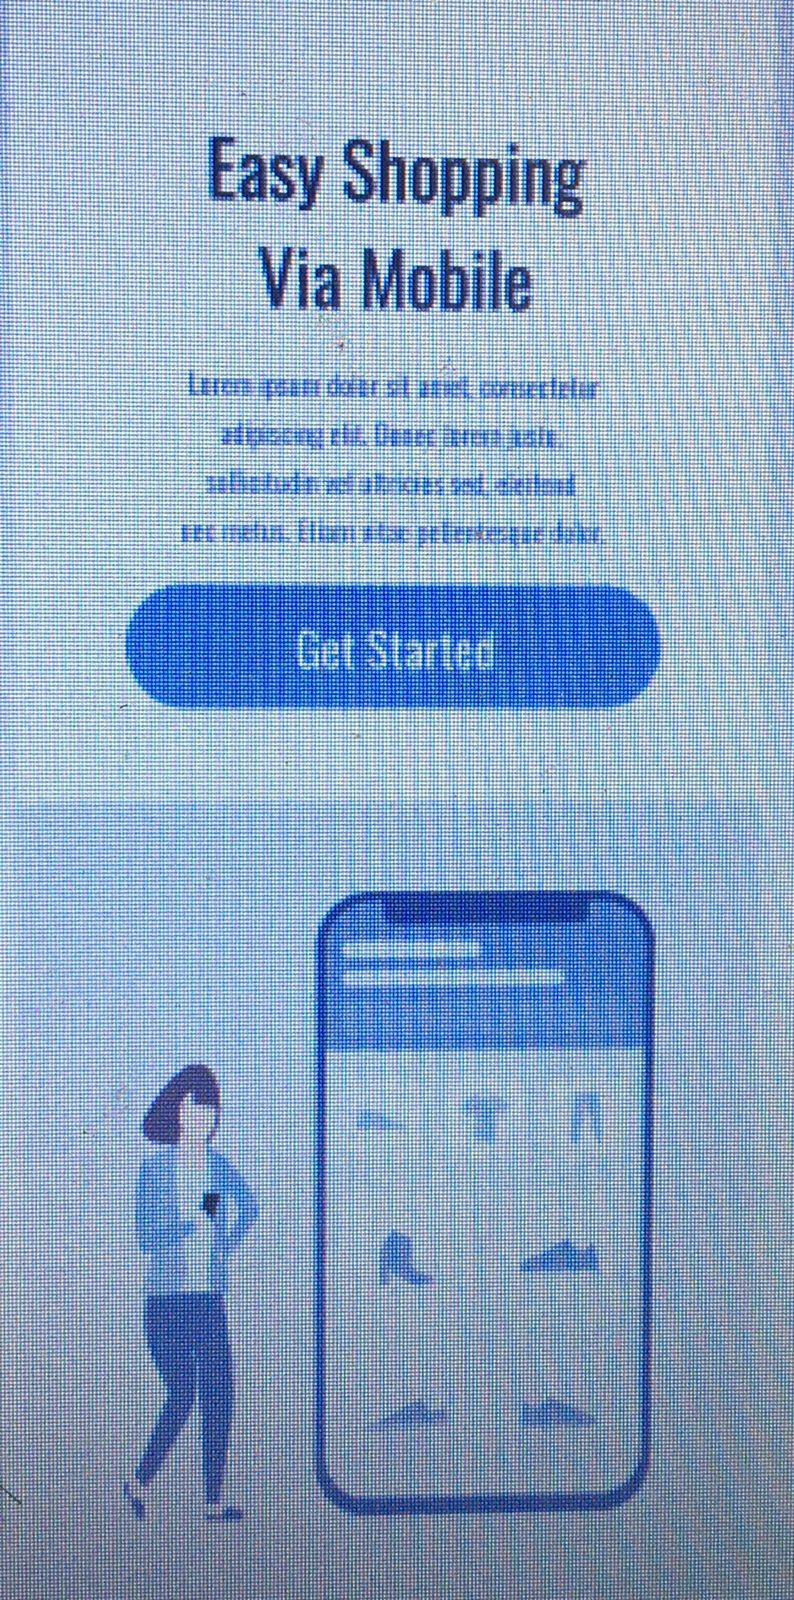 Easy Shopping
Via Mobile
Lorem ipsum dolor sit amet, consectetur
adipiscing elit. Donec lorem justo,
sollicitudin vel ultricies sed, eleifend
nec metus. Etiam vitae pellentesque dolor.
Get Started